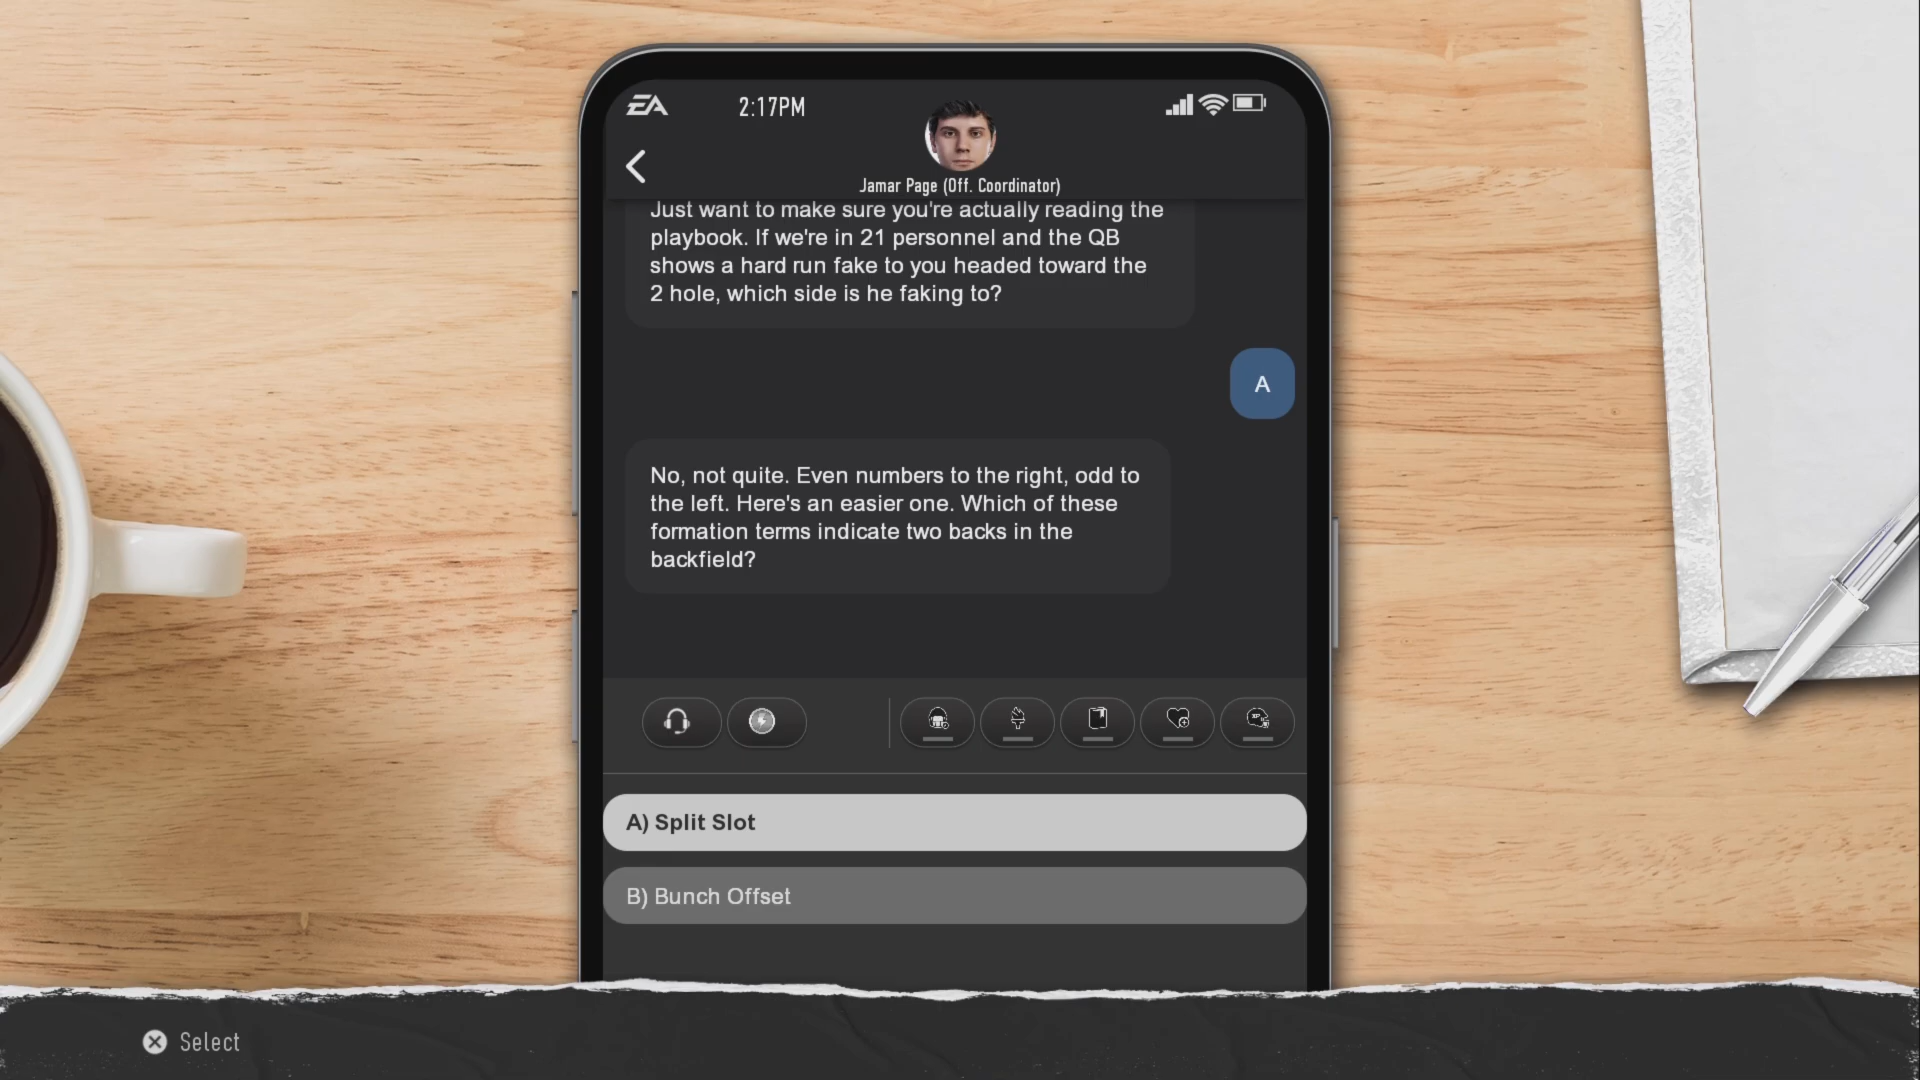 EA
2:17PM
Jamar Page (Off. Coordinator)
Just want to make sure you're actually reading the
playbook. If we're in 21 personnel and the QB
shows a hard run fake to you headed toward the
2 hole, which side is he faking to?
A
No, not quite. Even numbers to the right, odd to
the left. Here's an easier one. Which of these
formation terms indicate two backs in the
backfield?
A) Split Slot
B) Bunch Offset
Select